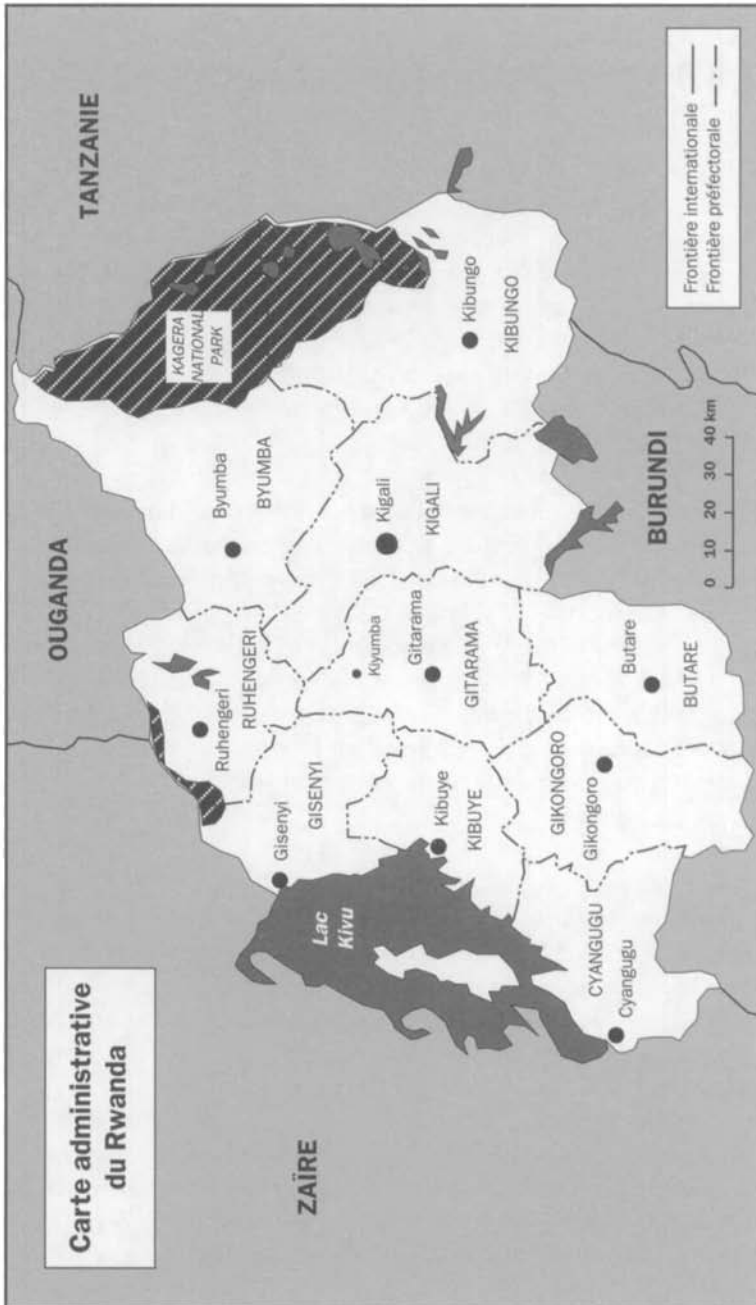 Carte administrative
du Rwanda
OUGANDA
TANZANIE
ZAÏRE
BURUNDI
KAGERA
NATIONAL
PARK
Byumba
BYUMBA
Ruhengeri
RUHENGERI
Gisenyi
GISENYI
Lac
Kivu
Kigali
KIGALI
Kiyumba
Gitarama
GITARAMA
Kibuye
KIBUYE
Kibungo
KIBUNGO
GIKONGORO
Gikongoro
CYANGUGU
Cyangugu
Butare
BUTARE
0 10 20 30 40 km
Frontière internationale
Frontière préfectorale